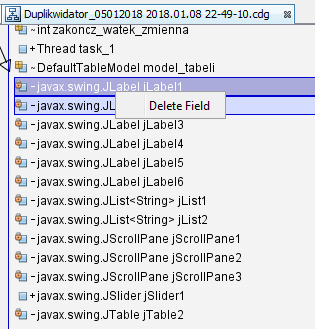 Duplikwidator_05012018 2018.01.08 22-49-10.cdg
~int zakoncz_watek_zmienna
+Thread task_1
~DefaultTableModel model_tabeli
-javax.swing.JLabel jLabel1
-javax.swing.JL
Delete Field
-javax.swing.JLabel jLabel3
-javax.swing.JLabel jLabel4
-javax.swing.JLabel jLabel5
-javax.swing.JLabel jLabel6
-javax.swing.JList<String> jList1
-javax.swing.JList<String> jList2
-javax.swing.JScrollPane jScrollPane1
-javax.swing.JScrollPane jScrollPane2
-javax.swing.JScrollPane jScrollPane3
+javax.swing.JSlider jSlider1
-javax.swing.JTable jTable2